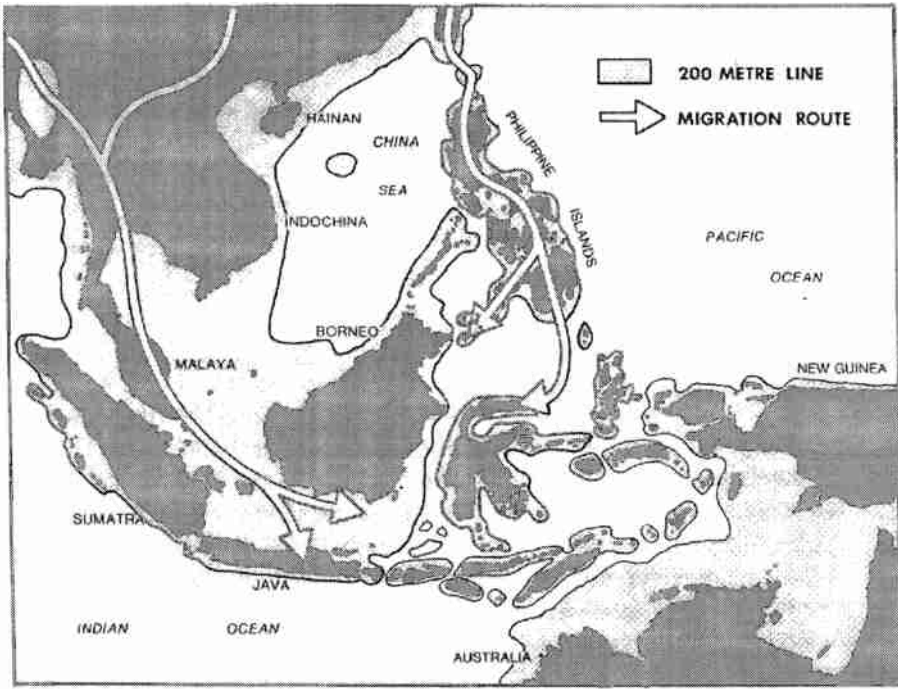 200 METRE LINE
MIGRATION ROUTE
HAINAN
CHINA
SEA
PHILIPPINE
ISLANDS
INDOCHINA
PACIFIC
OCEAN
BORNEO
MALAYA
NEW GUINEA
SUMATRA
JAVA
INDIAN OCEAN
AUSTRALIA